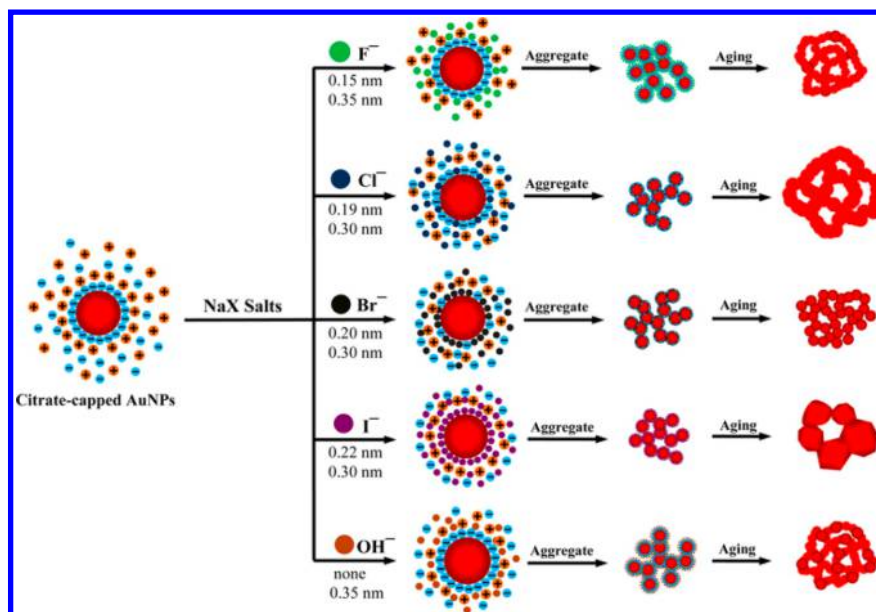 F⁻
0.15 nm
0.35 nm
Aggregate
Aging
Cl⁻
0.19 nm
0.30 nm
Aggregate
Aging
Citrate-capped AuNPs
NaX Salts
Br⁻
0.20 nm
0.30 nm
Aggregate
Aging
I⁻
0.22 nm
0.30 nm
Aggregate
Aging
OH⁻
none
0.35 nm
Aggregate
Aging